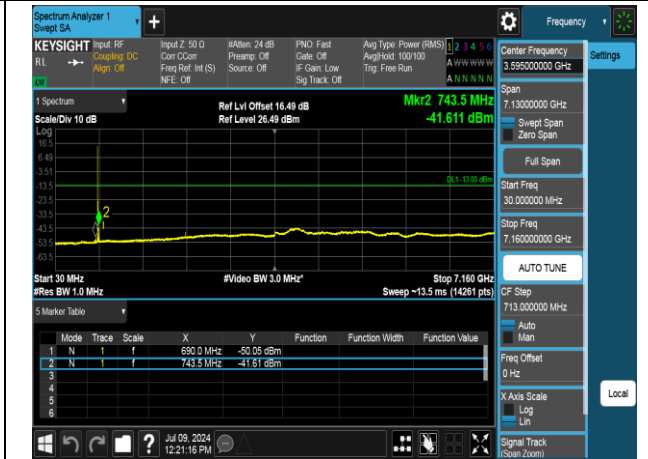 Spectrum Analyzer 1
Swept SA
Frequency
KEYSIGHT
RL
LV
Input: RF
Coupling: DC
Align: Off
Input Z: 50 Ω
Corr CCorr
Freq Ref: Int (S)
NFE: Off
#Atten: 24 dB
Preamp: Off
Source: Off
PNO: Fast
Gate: Off
IF Gain: Low
Sig Track: Off
Avg Type: Power (RMS)
Avg|Hold: 100/100
Trig: Free Run
1 2 3 4 5 6
A W W W W W
A N N N N N
1 Spectrum
Scale/Div 10 dB
Log
Ref Lvl Offset 16.49 dB
Ref Level 26.49 dBm
Mkr2 743.5 MHz
-41.611 dBm
16.5
6.49
-3.51
-13.5
-23.5
-33.5
-43.5
-53.5
-63.5
DL1 -13.00 dBm
2
1
Start 30 MHz
#Res BW 1.0 MHz
#Video BW 3.0 MHz*
Stop 7.160 GHz
Sweep ~13.5 ms (14261 pts)
5 Marker Table
Mode Trace Scale X Y Function Function Width Function Value
1 N 1 f 690.0 MHz -50.05 dBm
2 N 1 f 743.5 MHz -41.61 dBm
3
4
5
6
Jul 09, 2024
12:21:16 PM
Center Frequency
3.595000000 GHz
Settings
Span
7.13000000 GHz
Swept Span
Zero Span
Full Span
Start Freq
30.000000 MHz
Stop Freq
7.160000000 GHz
AUTO TUNE
CF Step
713.000000 MHz
Auto
Man
Freq Offset
0 Hz
X Axis Scale
Log
Lin
Local
Signal Track
(Span Zoom)